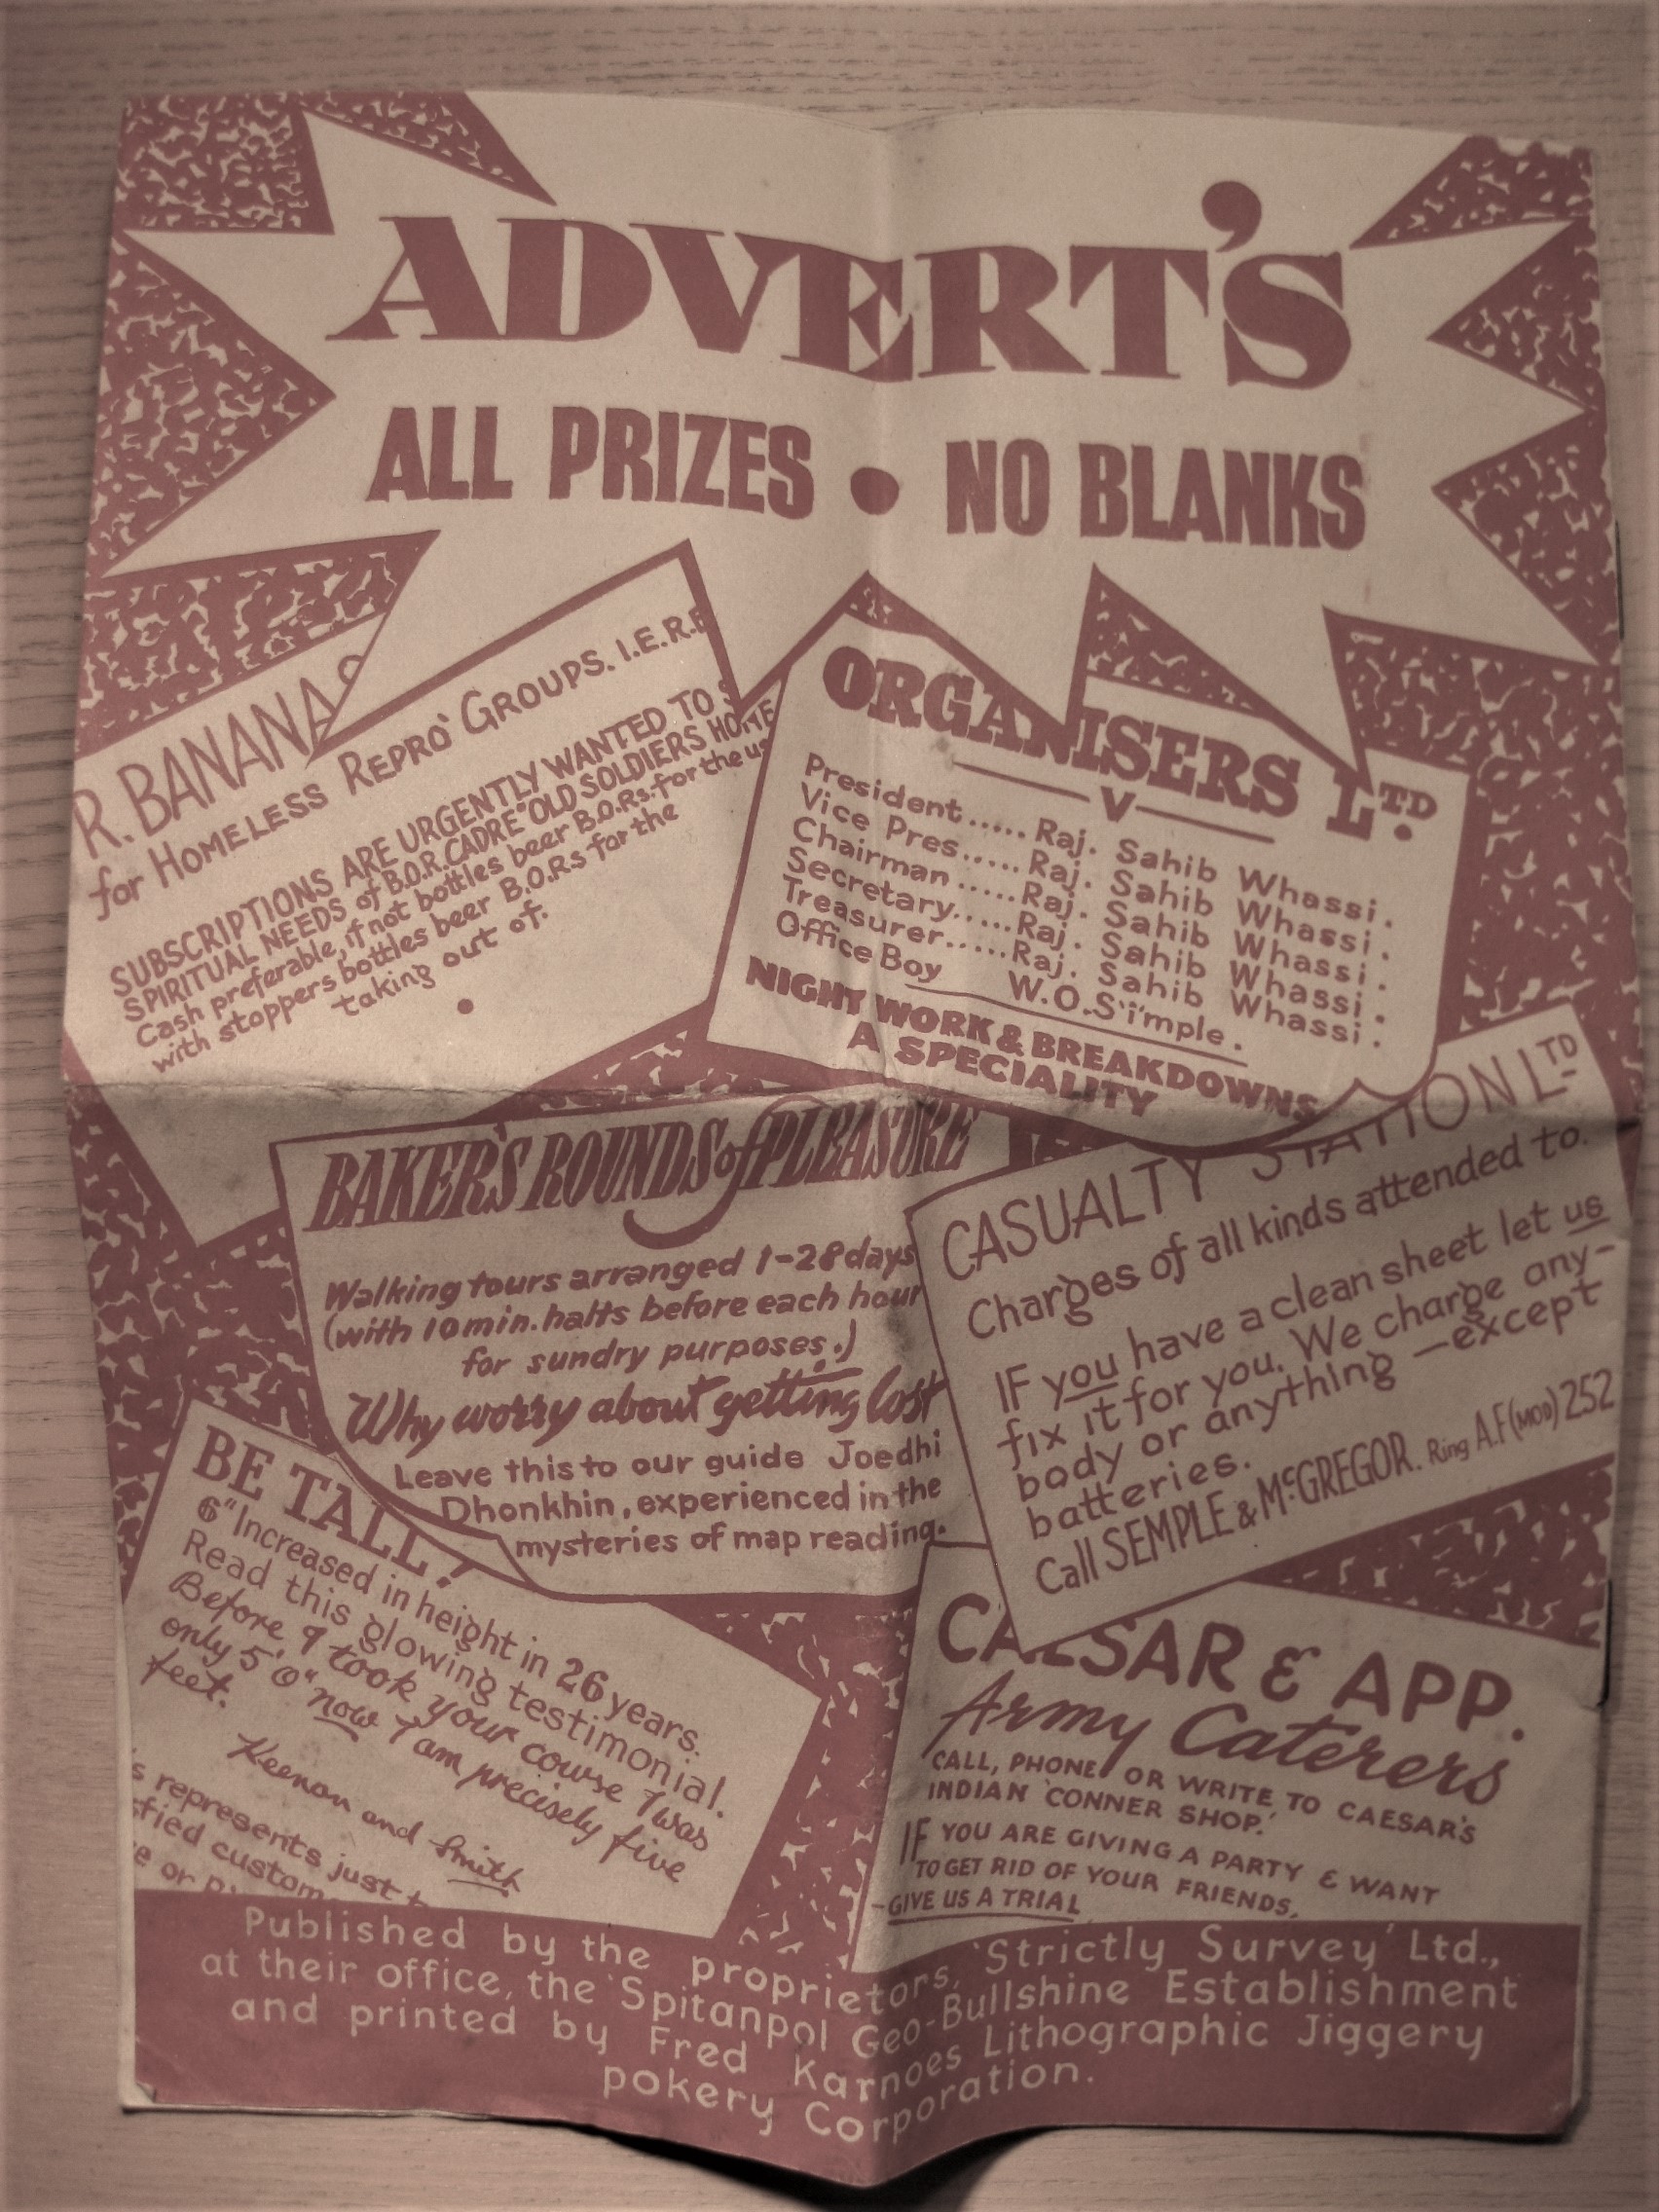 ADVERT'S
ALL PRIZES • NO BLANKS
R. BANANAS
for HOMELESS REPRO' GROUPS. I.E.R.E
SUBSCRIPTIONS ARE URGENTLY WANTED TO
SPIRITUAL NEEDS of B.O.R. CADRE "OLD SOLDIERS HOME
Cash preferable, if not bottles beer B.O.Rs. for the us
with stoppers bottles beer B.O.Rs for the
taking out of.
ORGANISERS LTD.
V
President..... Raj. Sahib Whassi.
Vice Pres..... Raj. Sahib Whassi.
Chairman..... Raj. Sahib Whassi.
Secretary..... Raj. Sahib Whassi.
Treasurer..... Raj. Sahib Whassi.
Office Boy W.O.S'i'mple.
NIGHT WORK & BREAKDOWNS
A SPECIALITY
BAKER'S ROUNDS of PLEASURE
Walking tours arranged 1-28 days
(with 10 min. halts before each hour
for sundry purposes.)
Why worry about getting lost
Leave this to our guide Joedhi
Dhonkhin, experienced in the
mysteries of map reading.
CASUALTY STATION LTD
Charges of all kinds attended to.
IF you have a clean sheet let us
fix it for you. We charge any-
body or anything —except
batteries.
Call SEMPLE & McGREGOR. Ring A.F(MOD)252
BE TALL!
6" Increased in height in 26 years.
Read this glowing testimonial.
Before I took your course I was
only 5'0" now I am precisely five
feet.
Keenan and Smith
s represents just
fied custom
e or
CAESAR & APP.
Army Caterers
CALL, PHONE, OR WRITE TO CAESAR'S
INDIAN 'CONNER SHOP.'
IF YOU ARE GIVING A PARTY & WANT
TO GET RID OF YOUR FRIENDS,
-GIVE US A TRIAL
Published by the proprietors, 'Strictly Survey' Ltd.,
at their office, the 'Spitanpol Geo-Bullshine Establishment
and printed by Fred Karnoes Lithographic Jiggery
pokery Corporation.